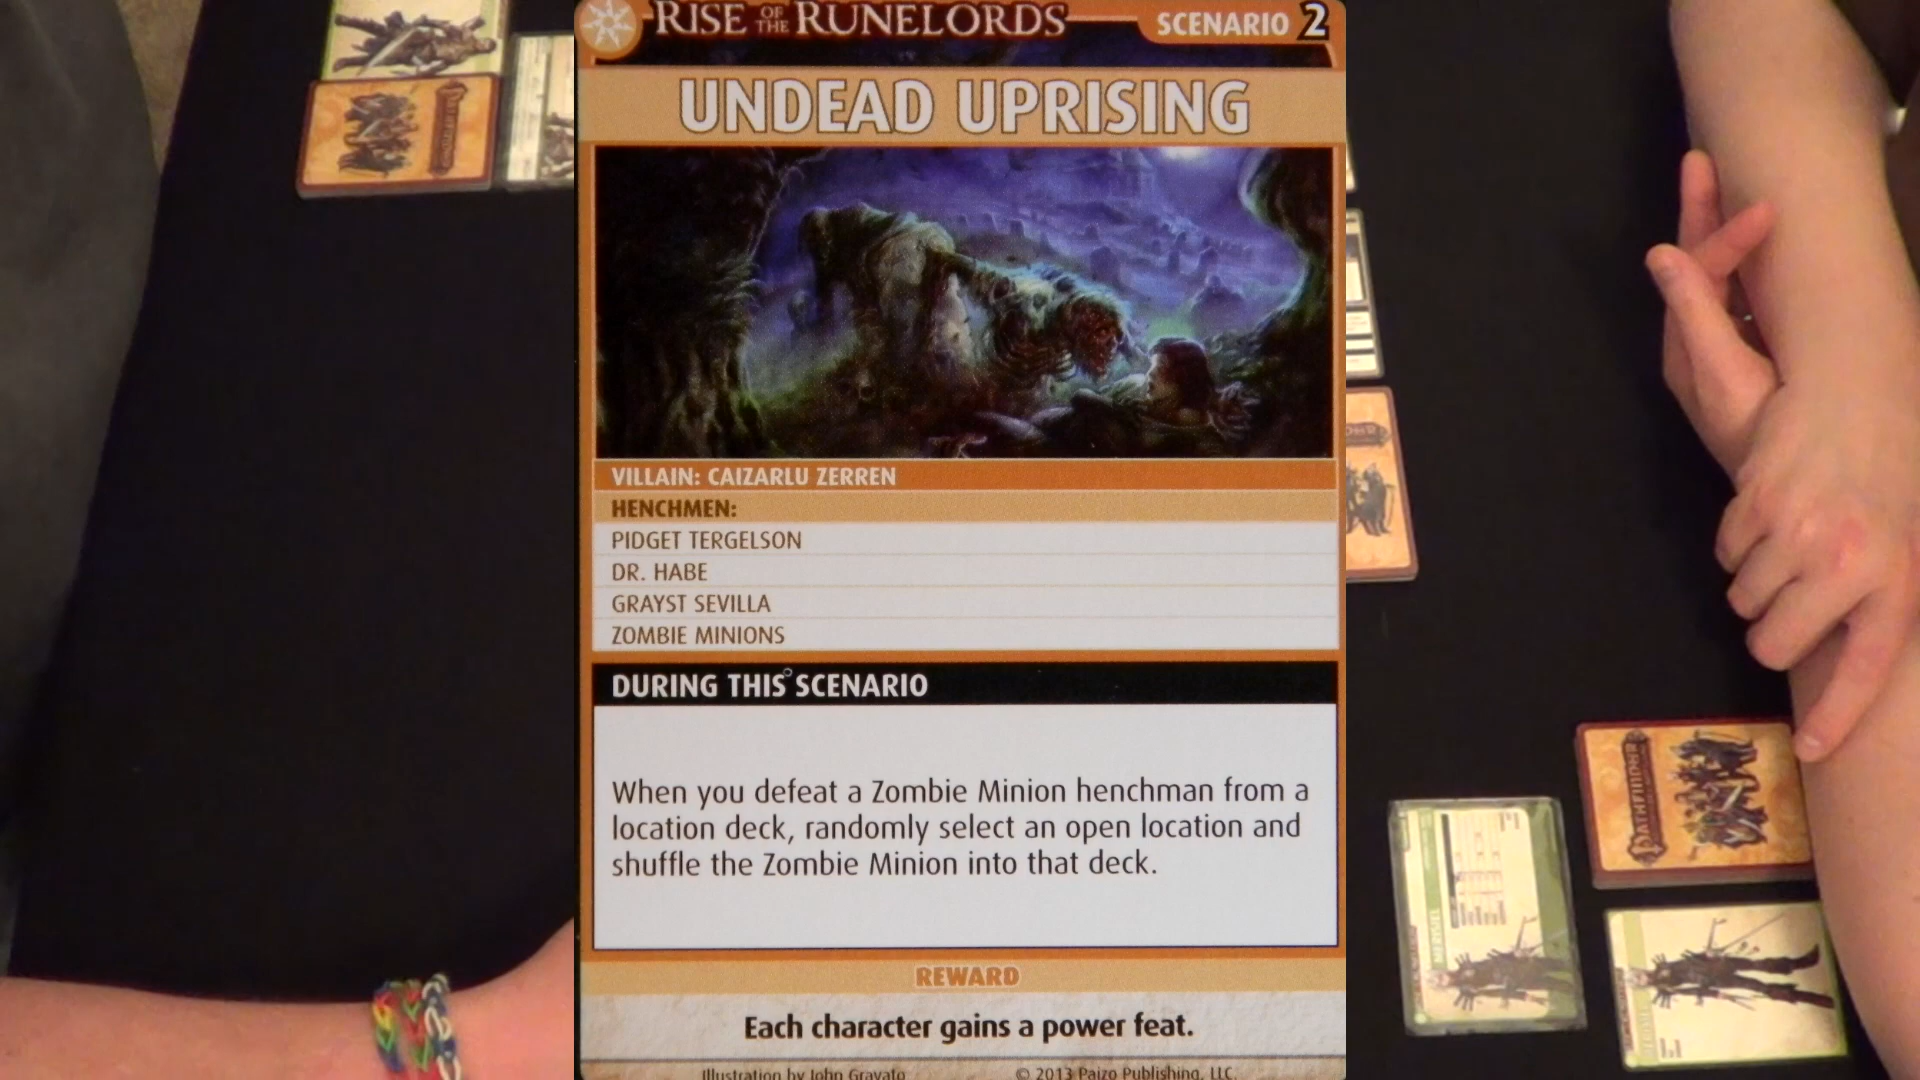 RISE OF THE RUNELORDS
SCENARIO 2
UNDEAD UPRISING
VILLAIN: CAIZARLU ZERREN
HENCHMEN:
PIDGET TERGELSON
DR. HABE
GRAYST SEVILLA
ZOMBIE MINIONS
DURING THIS SCENARIO
When you defeat a Zombie Minion henchman from a
location deck, randomly select an open location and
shuffle the Zombie Minion into that deck.
REWARD
Each character gains a power feat.
Illustration by John Gravato
© 2013 Paizo Publishing, LLC.
PATHFINDER
PATHFINDER
MERISIEL